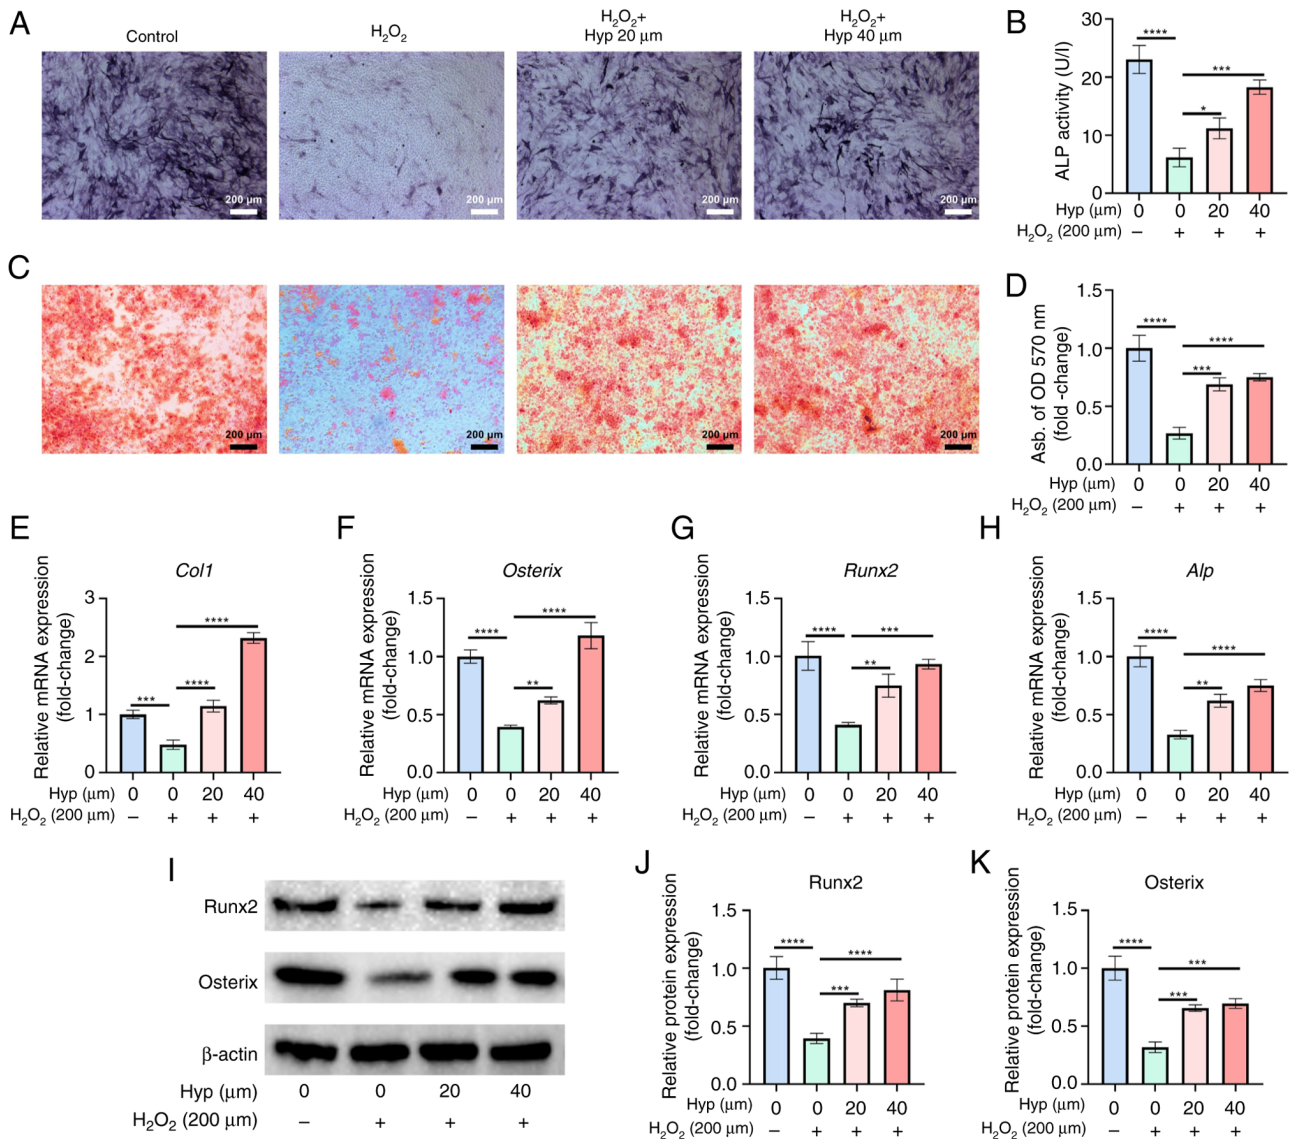 A
Control
H₂O₂
H₂O₂+
Hyp 20 μm
H₂O₂+
Hyp 40 μm
200 μm
200 μm
200 μm
200 μm
B
ALP activity (U/l)
30
20
10
0
****
***
*
Hyp (μm) 0 0 20 40
H₂O₂ (200 μm) – + + +
C
200 μm
200 μm
200 μm
200 μm
D
Asb. of OD 570 nm
(fold -change)
1.5
1.0
0.5
0.0
****
****
***
Hyp (μm) 0 0 20 40
H₂O₂ (200 μm) – + + +
E
Col1
Relative mRNA expression
(fold-change)
3
2
1
0
****
****
***
Hyp (μm) 0 0 20 40
H₂O₂ (200 μm) – + + +
F
Osterix
Relative mRNA expression
(fold-change)
1.5
1.0
0.5
0.0
****
****
**
Hyp (μm) 0 0 20 40
H₂O₂ (200 μm) – + + +
G
Runx2
Relative mRNA expression
(fold-change)
1.5
1.0
0.5
0.0
****
***
**
Hyp (μm) 0 0 20 40
H₂O₂ (200 μm) – + + +
H
Alp
Relative mRNA expression
(fold-change)
1.5
1.0
0.5
0.0
****
****
**
Hyp (μm) 0 0 20 40
H₂O₂ (200 μm) – + + +
I
Runx2
Osterix
β-actin
Hyp (μm) 0 0 20 40
H₂O₂ (200 μm) – + + +
J
Runx2
Relative protein expression
(fold-change)
1.5
1.0
0.5
0.0
****
****
***
Hyp (μm) 0 0 20 40
H₂O₂ (200 μm) – + + +
K
Osterix
Relative protein expression
(fold-change)
1.5
1.0
0.5
0.0
****
***
***
Hyp (μm) 0 0 20 40
H₂O₂ (200 μm) – + + +